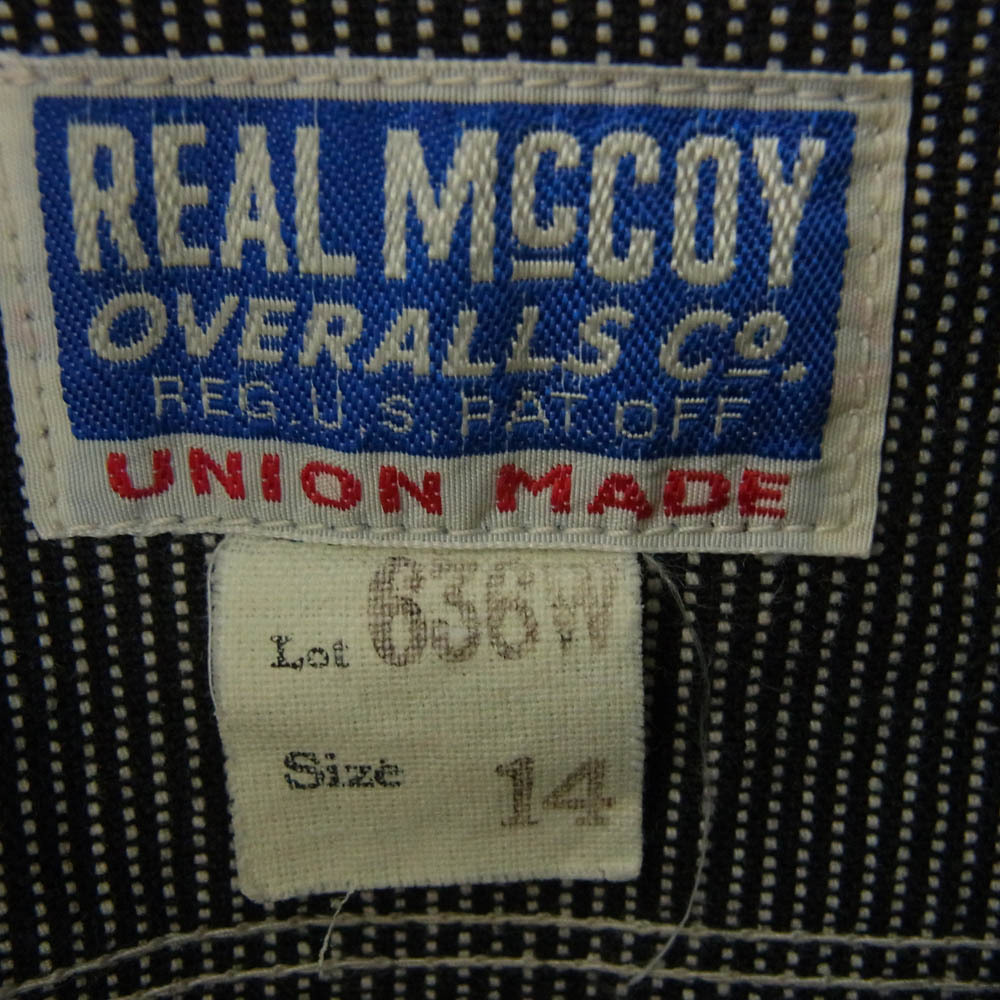 REAL McCOY
OVERALLS Co.
REG. U.S. PAT. OFF
UNION MADE
Lot 636W
Size 14